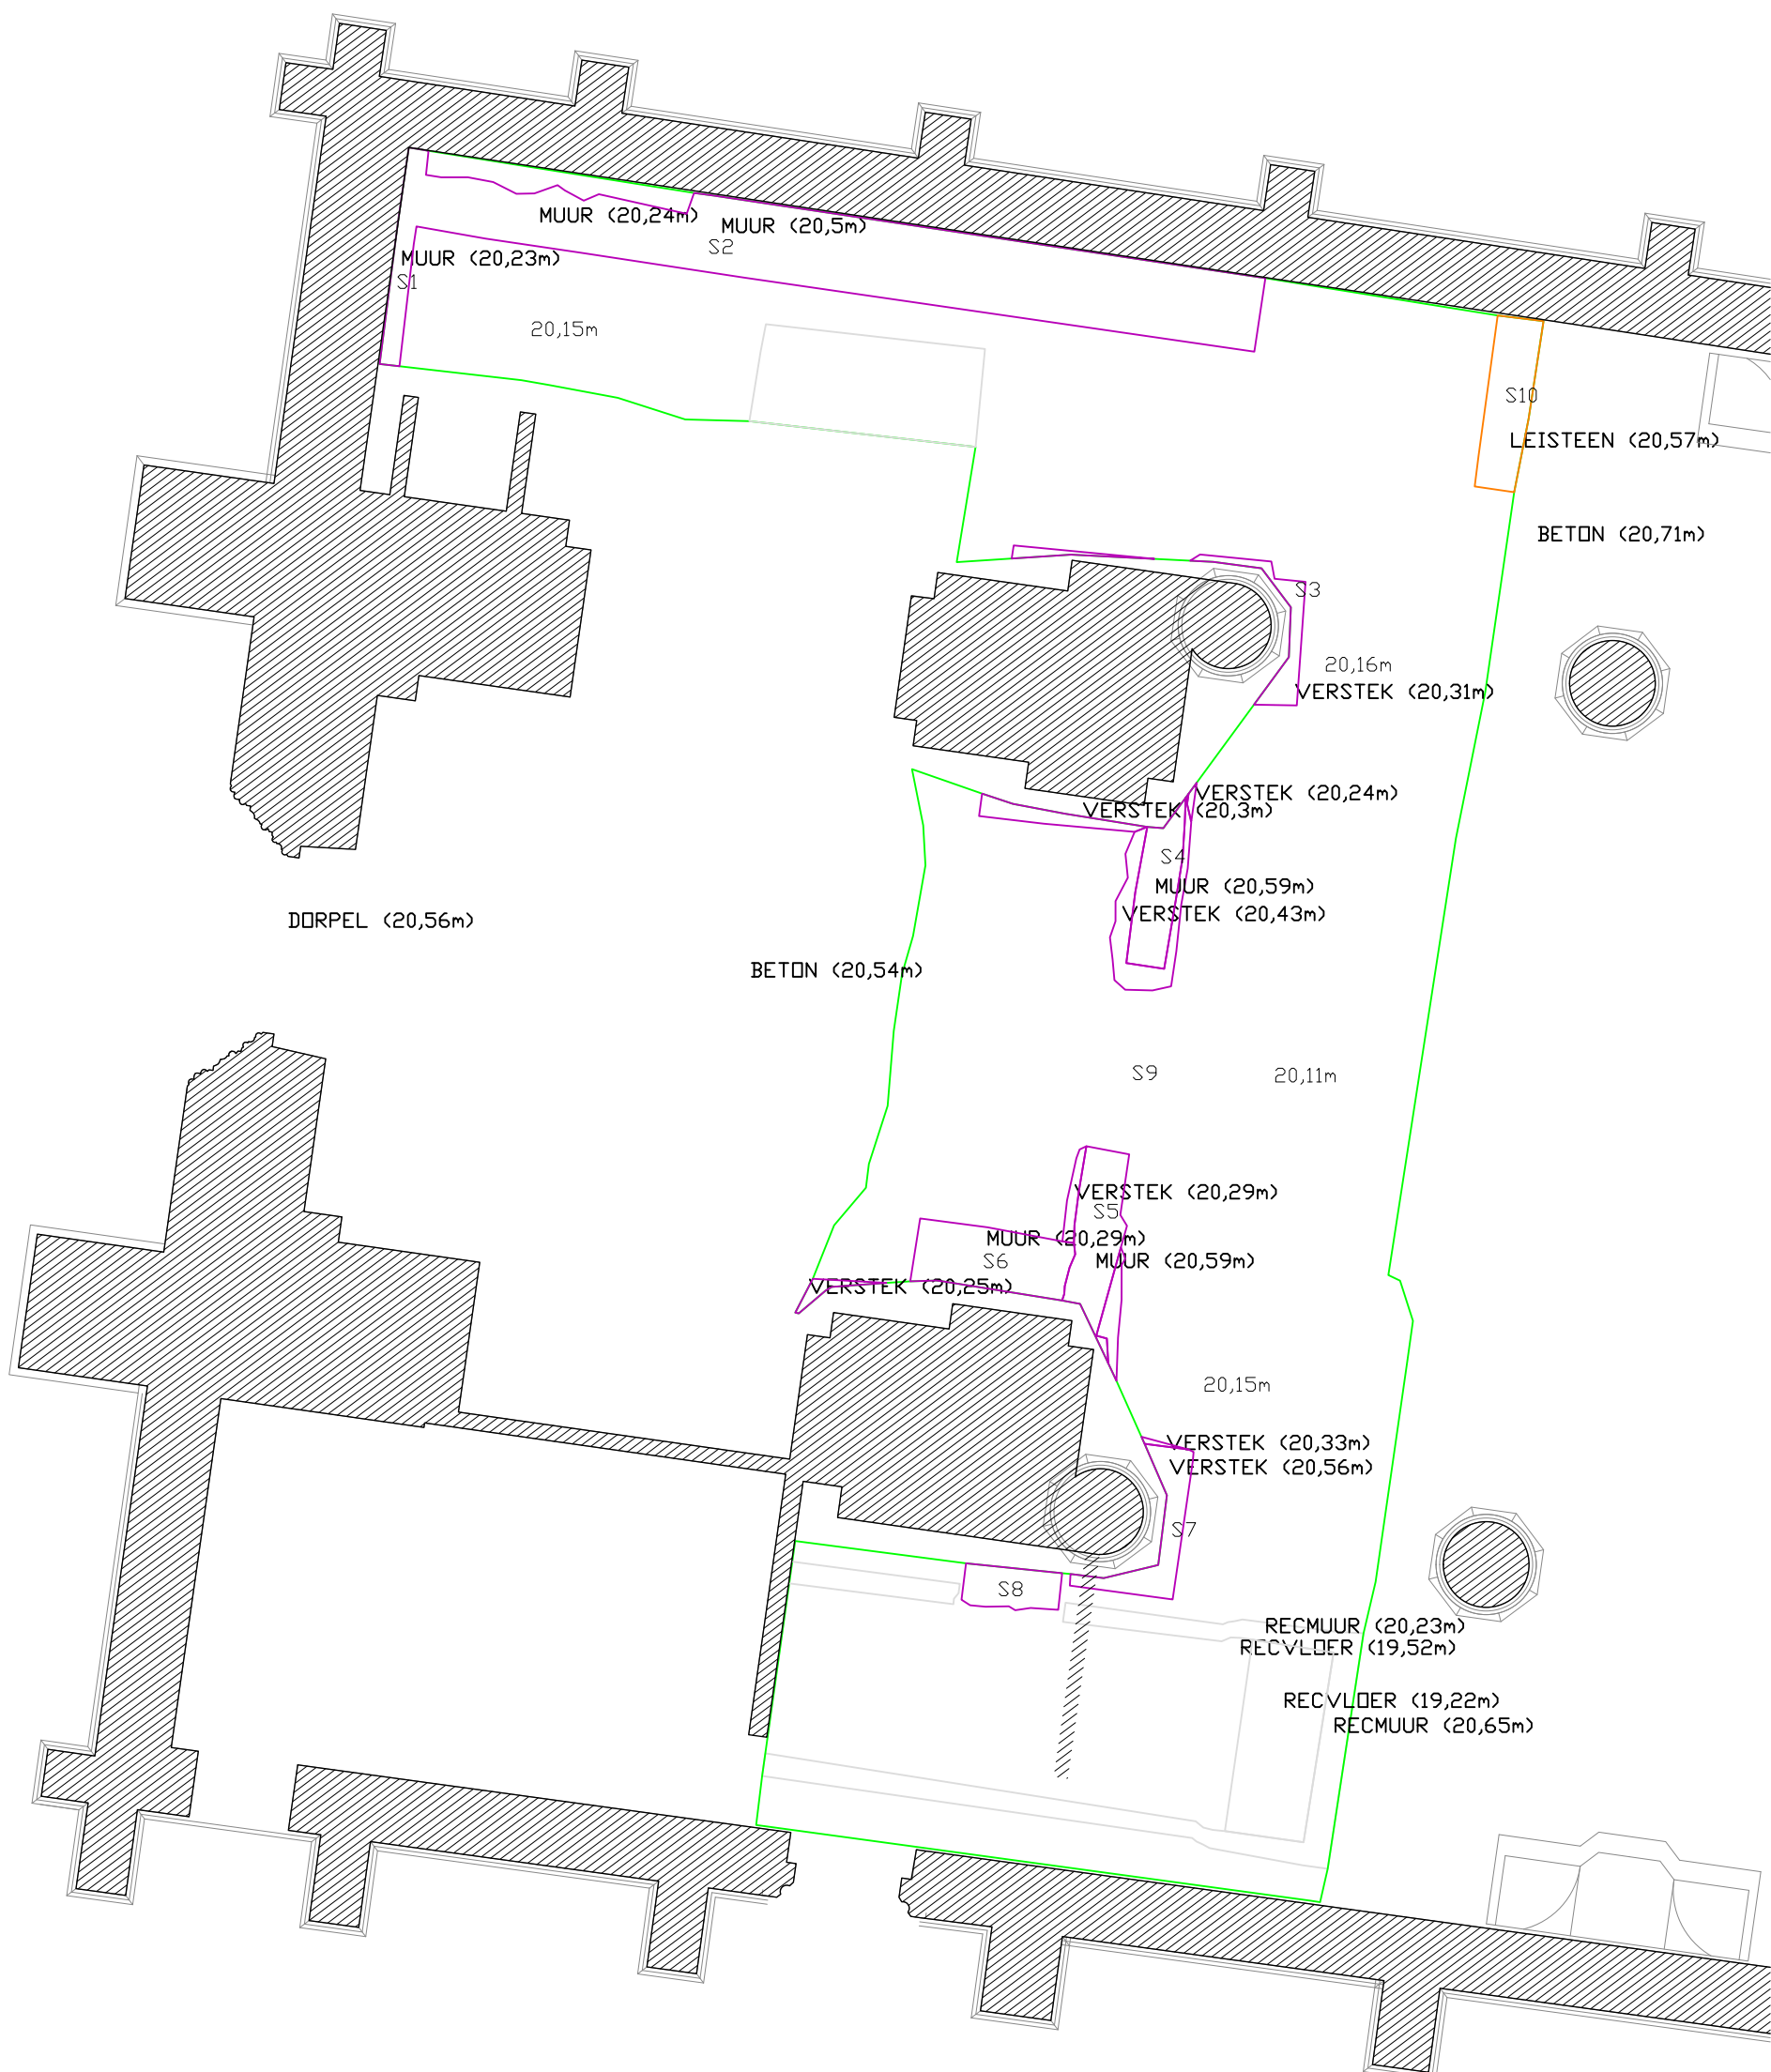 MUUR (20,24m)
MUUR (20,5m)
S2
MUUR (20,23m)
S1
20,15m
S10
LEISTEEN (20,57m)
BETON (20,71m)
S3
20,16m
VERSTEK (20,31m)
VERSTEK (20,24m)
VERSTEK (20,3m)
S4
MUUR (20,59m)
VERSTEK (20,43m)
DORPEL (20,56m)
BETON (20,54m)
S9
20,11m
VERSTEK (20,29m)
S5
MUUR (20,29m)
S6
MUUR (20,59m)
VERSTEK (20,25m)
20,15m
VERSTEK (20,33m)
VERSTEK (20,56m)
S7
S8
RECMUUR (20,23m)
RECVLOER (19,52m)
RECVLOER (19,22m)
RECMUUR (20,65m)